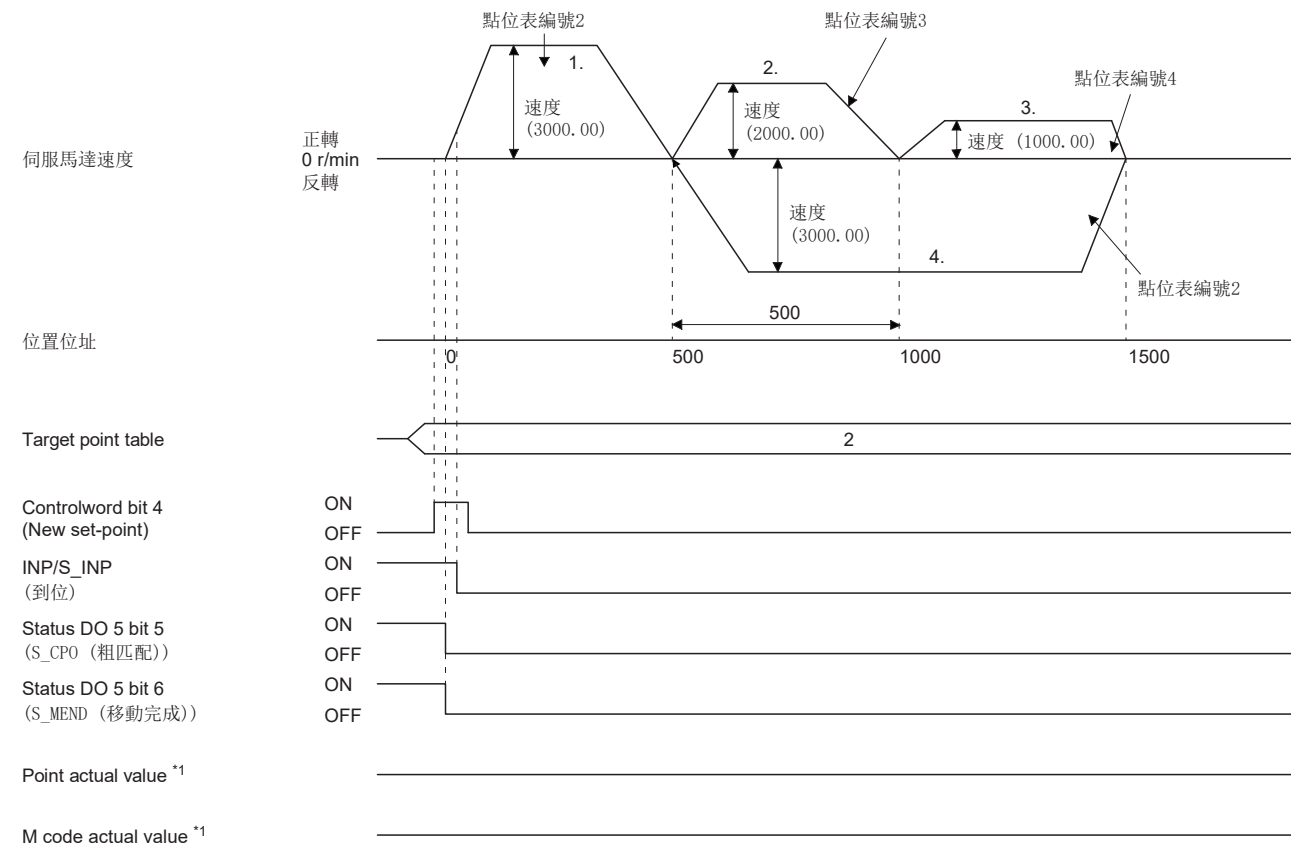 點位表編號2
點位表編號3
1.
2.
點位表編號4
3.
速度
(3000.00)
速度
(2000.00)
速度 (1000.00)
伺服馬達速度
正轉
0 r/min
反轉
速度
(3000.00)
4.
點位表編號2
500
位置位址
0
500
1000
1500
Target point table
2
Controlword bit 4
(New set-point)
ON
OFF
INP/S_INP
(到位)
ON
OFF
Status DO 5 bit 5
(S_CPO (粗匹配))
ON
OFF
Status DO 5 bit 6
(S_MEND (移動完成))
ON
OFF
Point actual value *1
M code actual value *1